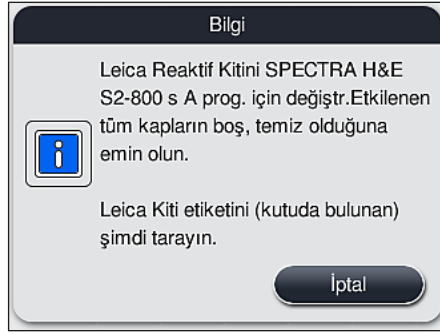 Bilgi
Leica Reaktif Kitini SPECTRA H&E
S2-800 s A prog. için değiştr.Etkilenen
tüm kapların boş, temiz olduğuna
emin olun.
Leica Kiti etiketini (kutuda bulunan)
şimdi tarayın.
İptal